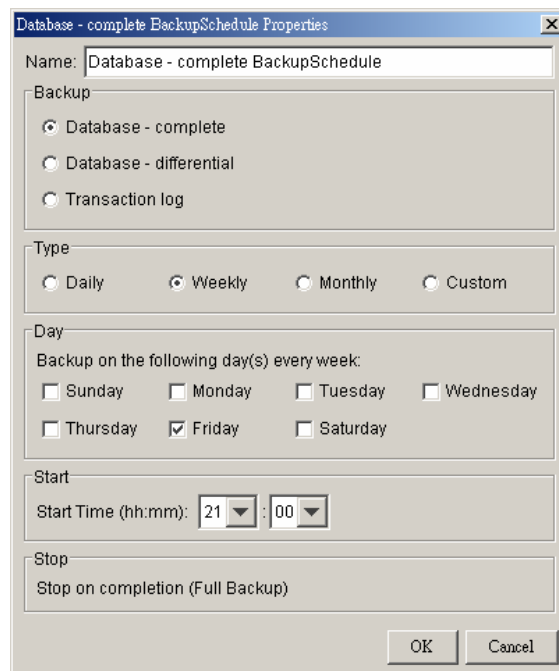 Database - complete BackupSchedule Properties
Name: Database - complete BackupSchedule
Backup
Database - complete
Database - differential
Transaction log
Type
Daily Weekly Monthly Custom
Day
Backup on the following day(s) every week:
Sunday Monday Tuesday Wednesday
Thursday Friday Saturday
Start
Start Time (hh:mm): 21 : 00
Stop
Stop on completion (Full Backup)
OK Cancel